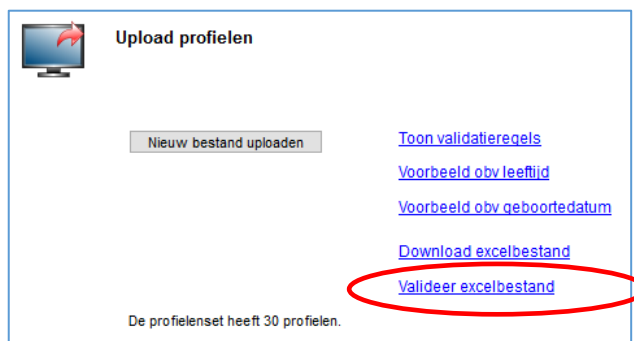 Upload profielen
Nieuw bestand uploaden
Toon validatieregels
Voorbeeld obv leeftijd
Voorbeeld obv geboortedatum
Download excelbestand
Valideer excelbestand
De profielenset heeft 30 profielen.